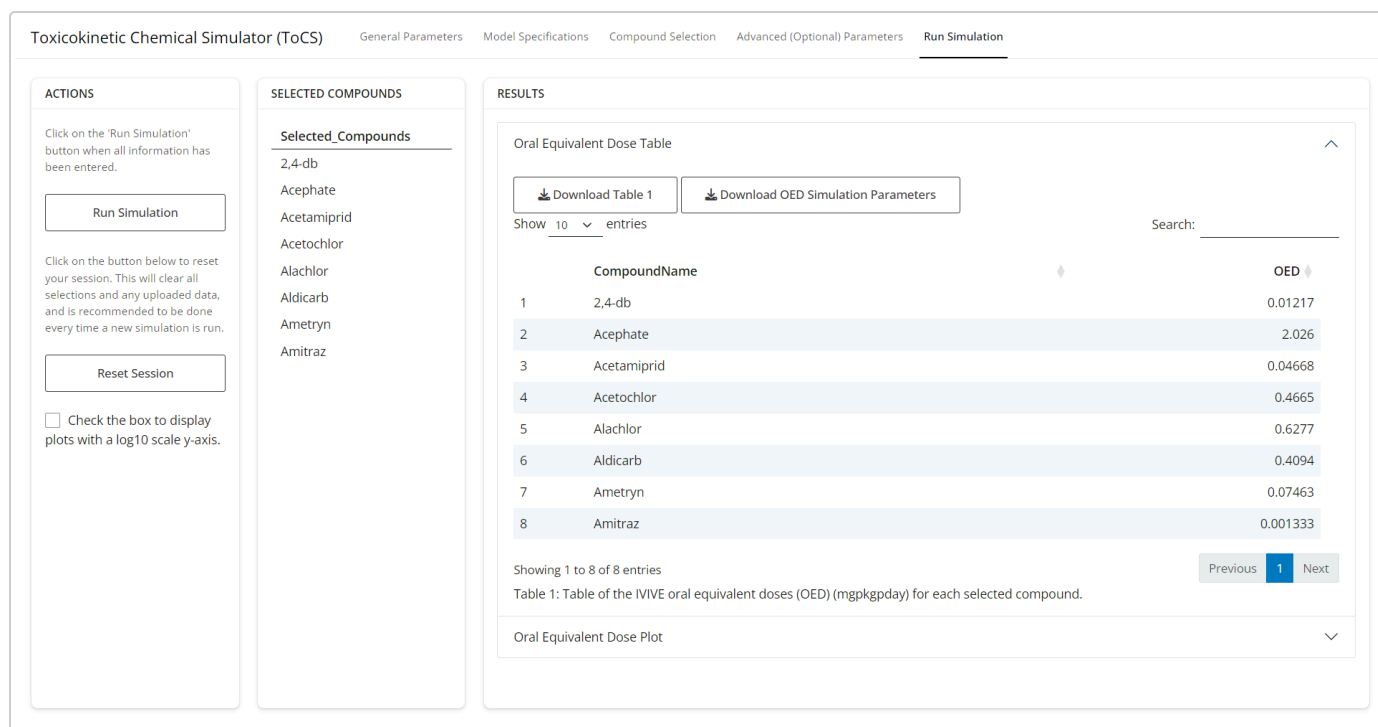 Toxicokinetic Chemical Simulator (ToCS) General Parameters Model Specifications Compound Selection Advanced (Optional) Parameters Run Simulation
ACTIONS
Click on the 'Run Simulation'
button when all information has
been entered.
Run Simulation
Click on the button below to reset
your session. This will clear all
selections and any uploaded data,
and is recommended to be done
every time a new simulation is run.
Reset Session
Check the box to display
plots with a log10 scale y-axis.
SELECTED COMPOUNDS
Selected_Compounds
2,4-db
Acephate
Acetamiprid
Acetochlor
Alachlor
Aldicarb
Ametryn
Amitraz
RESULTS
Oral Equivalent Dose Table
Download Table 1 Download OED Simulation Parameters
Show 10 entries Search:
CompoundName OED
1 2,4-db 0.01217
2 Acephate 2.026
3 Acetamiprid 0.04668
4 Acetochlor 0.4665
5 Alachlor 0.6277
6 Aldicarb 0.4094
7 Ametryn 0.07463
8 Amitraz 0.001333
Showing 1 to 8 of 8 entries Previous 1 Next
Table 1: Table of the IVIVE oral equivalent doses (OED) (mgpkgpday) for each selected compound.
Oral Equivalent Dose Plot